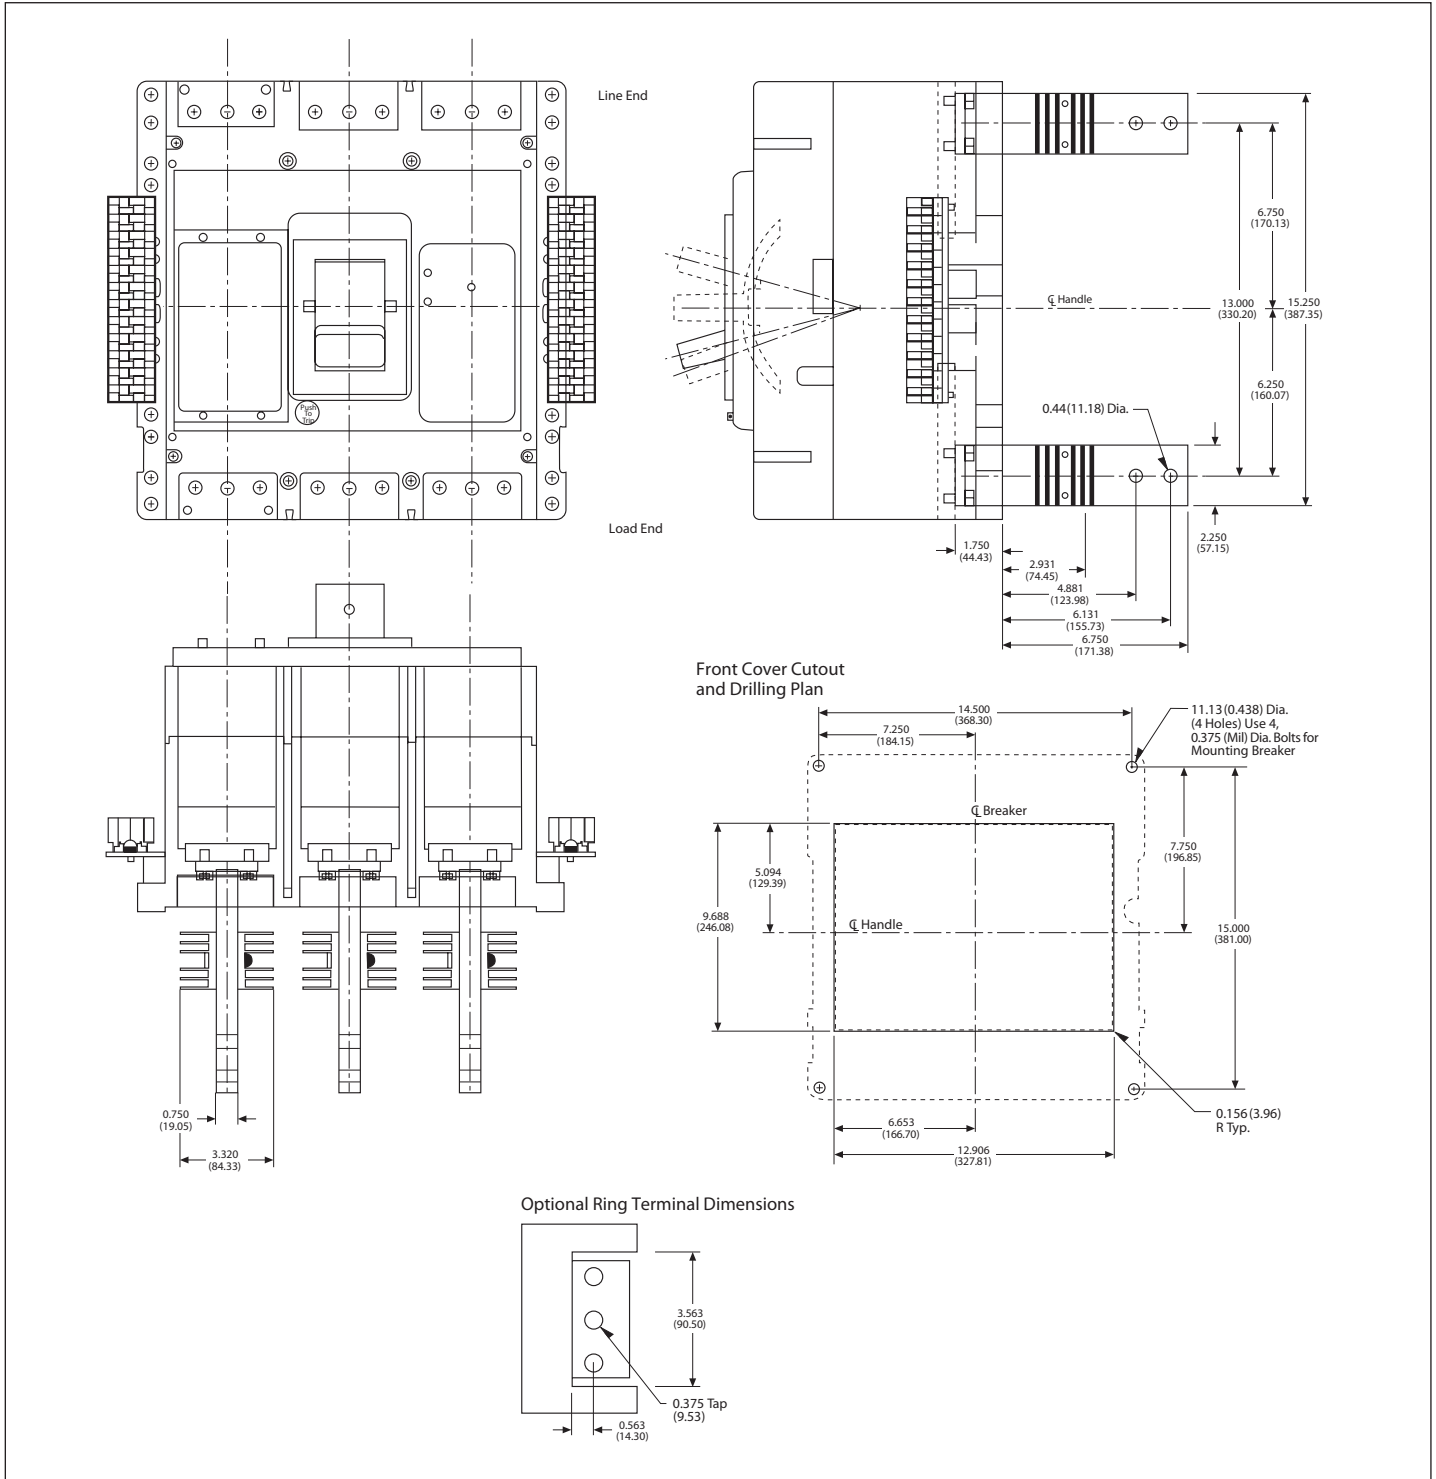 Line End
Push
To
Trip
Load End
6.750
(170.13)
℄ Handle
13.000
(330.20)
15.250
(387.35)
6.250
(160.07)
0.44(11.18) Dia.
2.250
(57.15)
1.750
(44.43)
2.931
(74.45)
4.881
(123.98)
6.131
(155.73)
6.750
(171.38)
Front Cover Cutout
and Drilling Plan
14.500
(368.30)
7.250
(184.15)
11.13(0.438) Dia.
(4 Holes) Use 4,
0.375 (Mil) Dia. Bolts for
Mounting Breaker
℄ Breaker
7.750
(196.85)
5.094
(129.39)
9.688
(246.08)
℄ Handle
15.000
(381.00)
0.156(3.96)
R Typ.
6.653
(166.70)
12.906
(327.81)
0.750
(19.05)
3.320
(84.33)
Optional Ring Terminal Dimensions
3.563
(90.50)
0.375 Tap
(9.53)
0.563
(14.30)